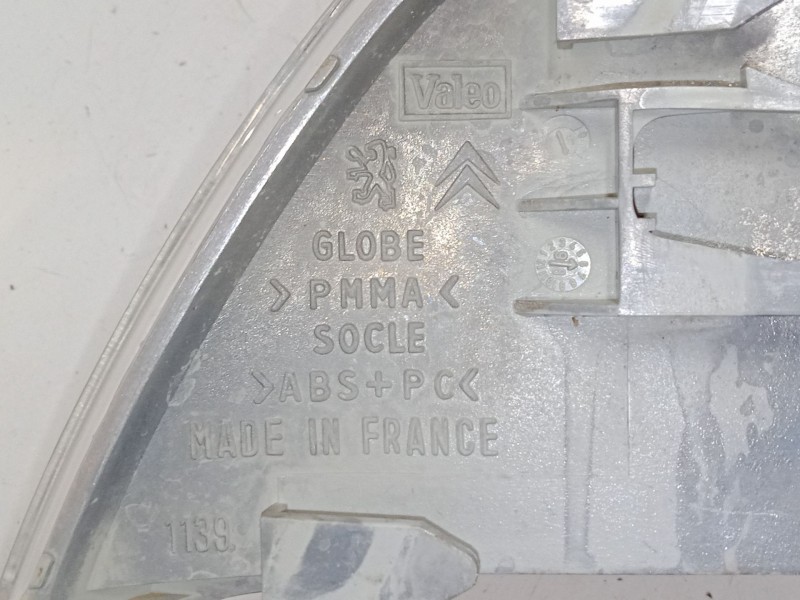 Valeo
GLOBE
>PMMA<
SOCLE
>ABS+PC<
MADE IN FRANCE
1139.